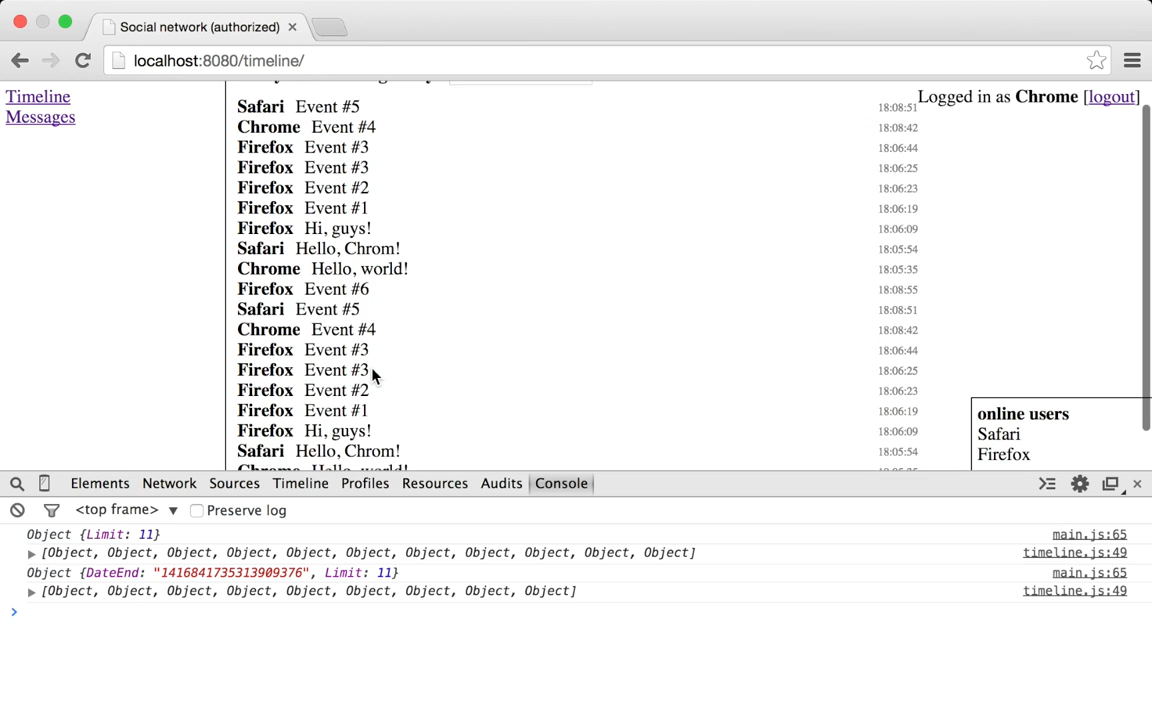 Social network (authorized)
localhost:8080/timeline/
Timeline
Messages
Logged in as Chrome [logout]
Safari Event #5 18:08:51
Chrome Event #4 18:08:42
Firefox Event #3 18:06:44
Firefox Event #3 18:06:25
Firefox Event #2 18:06:23
Firefox Event #1 18:06:19
Firefox Hi, guys! 18:06:09
Safari Hello, Chrom! 18:05:54
Chrome Hello, world! 18:05:35
Firefox Event #6 18:08:55
Safari Event #5 18:08:51
Chrome Event #4 18:08:42
Firefox Event #3 18:06:44
Firefox Event #3 18:06:25
Firefox Event #2 18:06:23
Firefox Event #1 18:06:19
Firefox Hi, guys! 18:06:09
Safari Hello, Chrom! 18:05:54
Chrome Hello, world!
online users
Safari
Firefox
Elements Network Sources Timeline Profiles Resources Audits Console
<top frame> Preserve log
Object {Limit: 11} main.js:65
[Object, Object, Object, Object, Object, Object, Object, Object, Object, Object, Object] timeline.js:49
Object {DateEnd: "1416841735313909376", Limit: 11} main.js:65
[Object, Object, Object, Object, Object, Object, Object, Object, Object] timeline.js:49